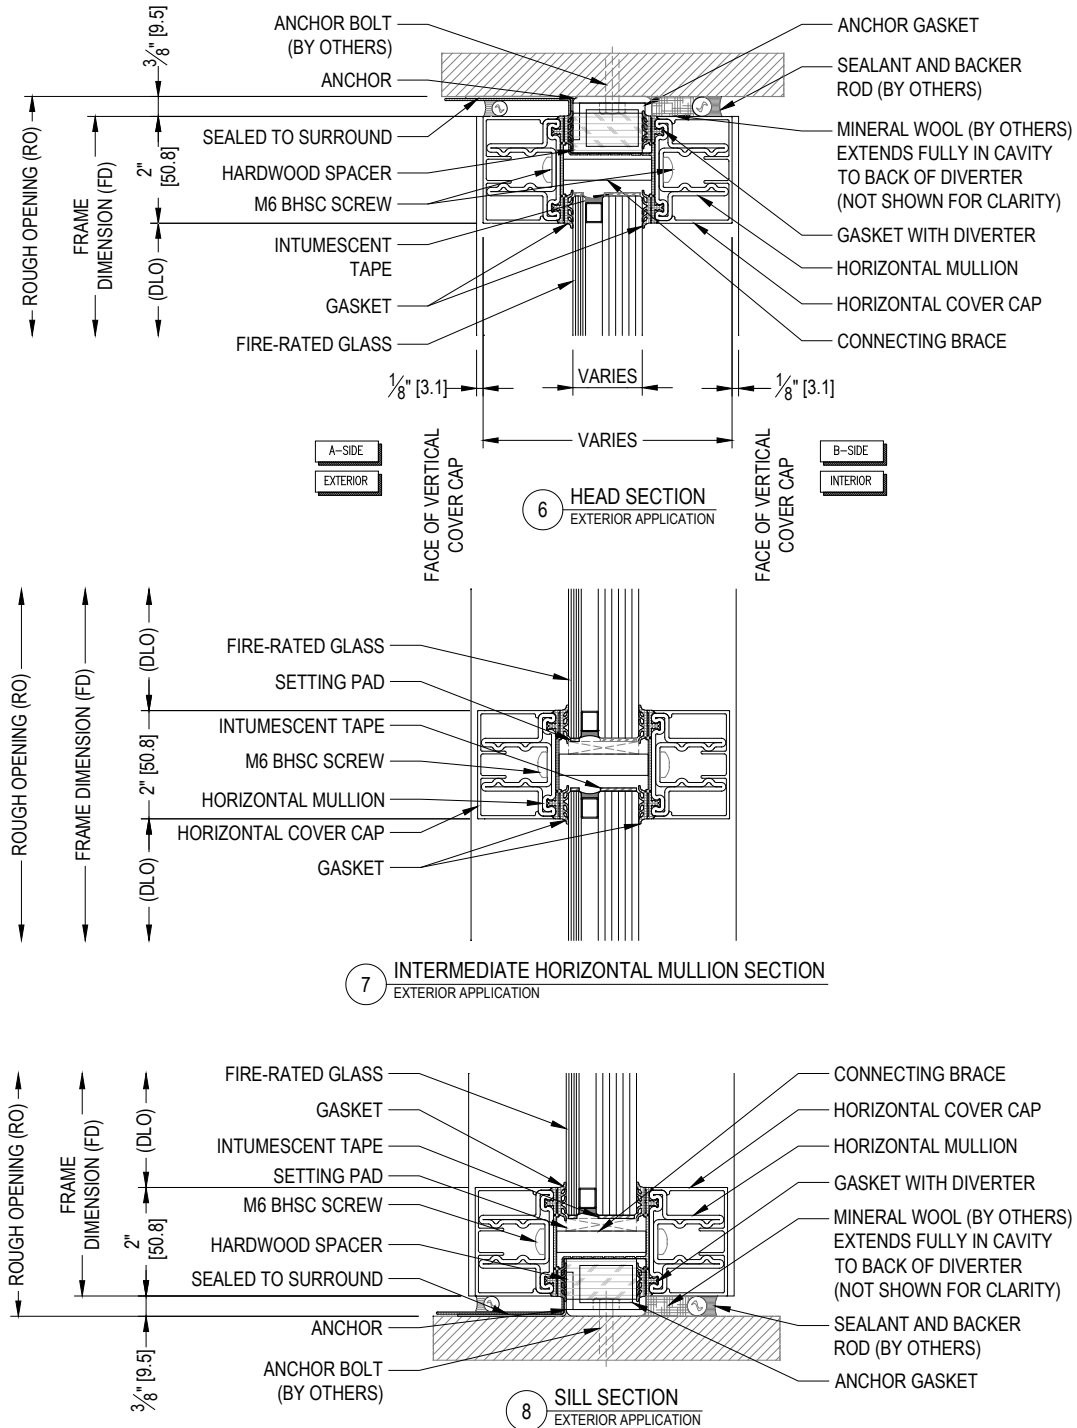 3/8" [9.5]
ROUGH OPENING (RO)
FRAME
DIMENSION (FD)
2"
[50.8]
(DLO)
ANCHOR BOLT
(BY OTHERS)
ANCHOR
SEALED TO SURROUND
HARDWOOD SPACER
M6 BHSC SCREW
INTUMESCENT
TAPE
GASKET
FIRE-RATED GLASS
ANCHOR GASKET
SEALANT AND BACKER
ROD (BY OTHERS)
MINERAL WOOL (BY OTHERS)
EXTENDS FULLY IN CAVITY
TO BACK OF DIVERTER
(NOT SHOWN FOR CLARITY)
GASKET WITH DIVERTER
HORIZONTAL MULLION
HORIZONTAL COVER CAP
CONNECTING BRACE
1/8" [3.1]
VARIES
1/8" [3.1]
VARIES
A-SIDE
EXTERIOR
FACE OF VERTICAL
COVER CAP
B-SIDE
INTERIOR
FACE OF VERTICAL
COVER CAP
6
HEAD SECTION
EXTERIOR APPLICATION
ROUGH OPENING (RO)
FRAME DIMENSION (FD)
(DLO)
2" [50.8]
(DLO)
FIRE-RATED GLASS
SETTING PAD
INTUMESCENT TAPE
M6 BHSC SCREW
HORIZONTAL MULLION
HORIZONTAL COVER CAP
GASKET
7
INTERMEDIATE HORIZONTAL MULLION SECTION
EXTERIOR APPLICATION
ROUGH OPENING (RO)
FRAME
DIMENSION (FD)
(DLO)
2"
[50.8]
3/8" [9.5]
FIRE-RATED GLASS
GASKET
INTUMESCENT TAPE
SETTING PAD
M6 BHSC SCREW
HARDWOOD SPACER
SEALED TO SURROUND
ANCHOR
ANCHOR BOLT
(BY OTHERS)
CONNECTING BRACE
HORIZONTAL COVER CAP
HORIZONTAL MULLION
GASKET WITH DIVERTER
MINERAL WOOL (BY OTHERS)
EXTENDS FULLY IN CAVITY
TO BACK OF DIVERTER
(NOT SHOWN FOR CLARITY)
SEALANT AND BACKER
ROD (BY OTHERS)
ANCHOR GASKET
8
SILL SECTION
EXTERIOR APPLICATION